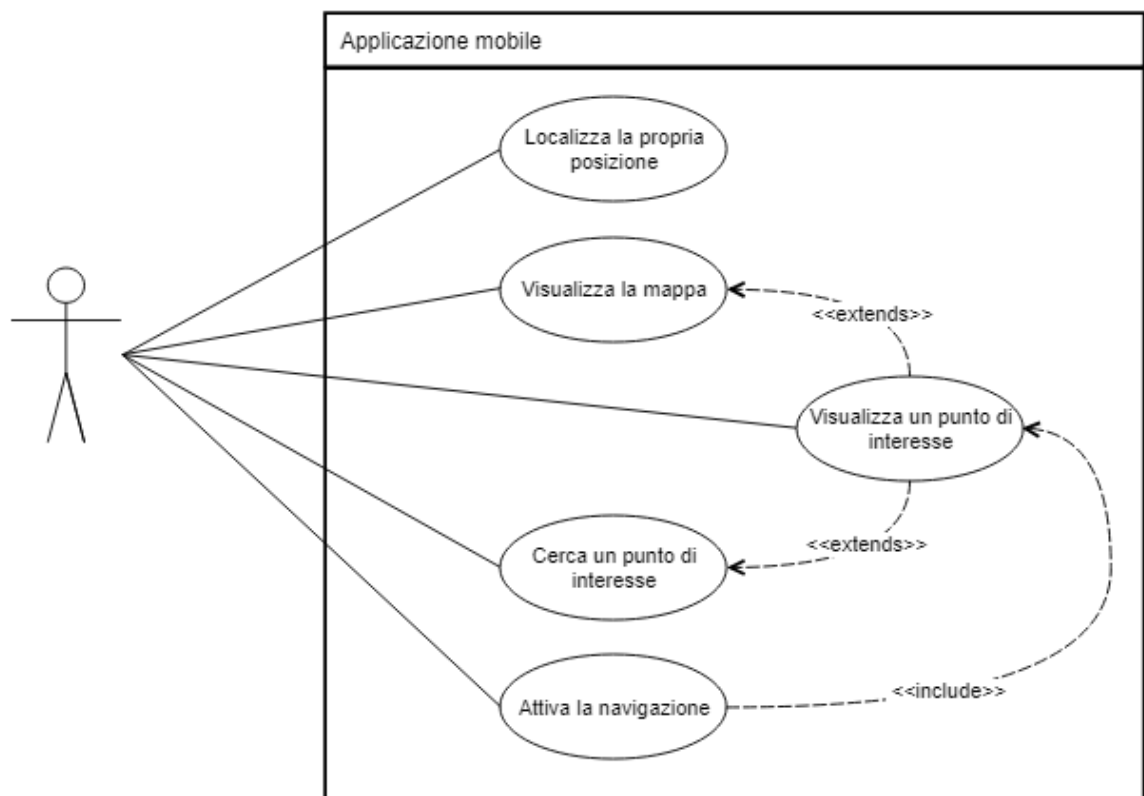 Applicazione mobile
Localizza la propria
posizione
Visualizza la mappa
<<extends>>
Visualizza un punto di
interesse
<<extends>>
Cerca un punto di
interesse
<<include>>
Attiva la navigazione